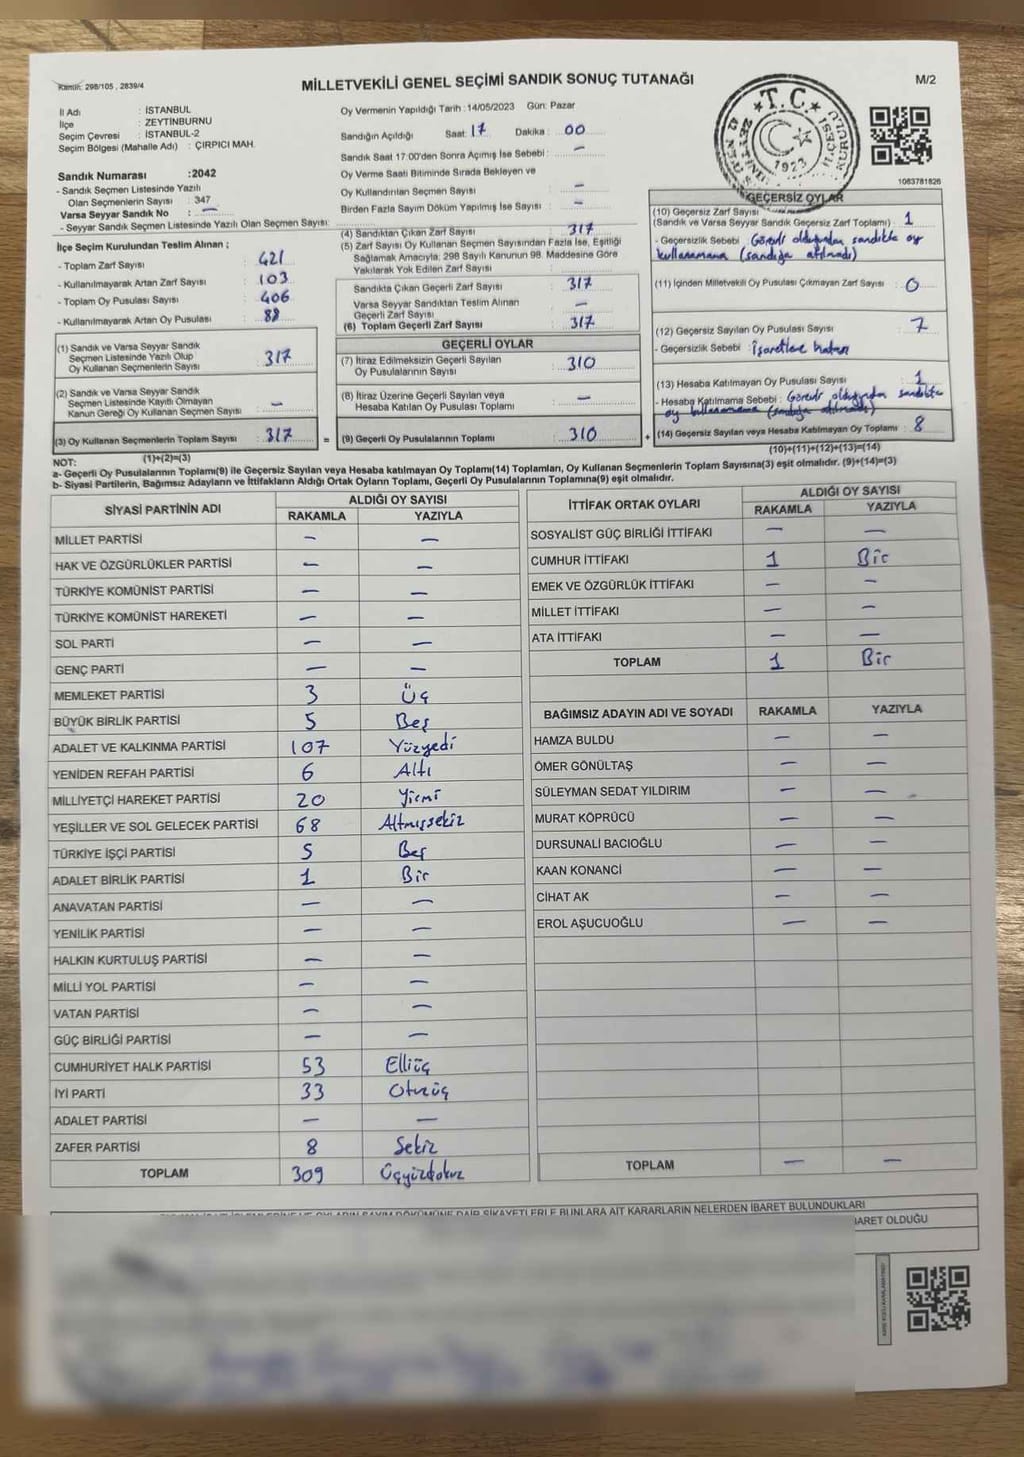 Kanun: 298/105 , 2839/4
MİLLETVEKİLİ GENEL SEÇİMİ SANDIK SONUÇ TUTANAĞI
M/2
İl Adı : İSTANBUL
İlçe : ZEYTİNBURNU
Seçim Çevresi : İSTANBUL-2
Seçim Bölgesi (Mahalle Adı) : ÇIRPICI MAH.
Sandık Numarası :2042
- Sandık Seçmen Listesinde Yazılı
Olan Seçmenlerin Sayısı : 347
Varsa Seyyar Sandık No : —
- Seyyar Sandık Seçmen Listesinde Yazılı Olan Seçmen Sayısı:
İlçe Seçim Kurulundan Teslim Alınan ;
- Toplam Zarf Sayısı : 421
- Kullanılmayarak Artan Zarf Sayısı : 103
- Toplam Oy Pusulası Sayısı : 406
- Kullanılmayarak Artan Oy Pusulası : 88
(1) Sandık ve Varsa Seyyar Sandık
Seçmen Listesinde Yazılı Olup
Oy Kullanan Seçmenlerin Sayısı : 317
(2) Sandık ve Varsa Seyyar Sandık
Seçmen Listesinde Kayıtlı Olmayan
Kanun Gereği Oy Kullanan Seçmen Sayısı : —
(3) Oy Kullanan Seçmenlerin Toplam Sayısı : 317
(1)+(2)=(3)
Oy Vermenin Yapıldığı Tarih :14/05/2023 Gün: Pazar
Sandığın Açıldığı Saat: 17 Dakika : 00
Sandık Saat 17:00'den Sonra Açmış İse Sebebi : —
Oy Verme Saati Bitiminde Sırada Bekleyen ve
Oy Kullandırılan Seçmen Sayısı : —
Birden Fazla Sayım Döküm Yapılmış İse Sayısı : —
(4) Sandıktan Çıkan Zarf Sayısı : 317
(5) Zarf Sayısı Oy Kullanan Seçmen Sayısından Fazla İse, Eşitliği
Sağlamak Amacıyla; 298 Sayılı Kanunun 98. Maddesine Göre
Yakılarak Yok Edilen Zarf Sayısı :
Sandıkta Çıkan Geçerli Zarf Sayısı : 317
Varsa Seyyar Sandıktan Teslim Alınan
Geçerli Zarf Sayısı : —
(6) Toplam Geçerli Zarf Sayısı : 317
GEÇERLİ OYLAR
(7) İtiraz Edilmeksizin Geçerli Sayılan
Oy Pusulalarının Sayısı : 310
(8) İtiraz Üzerine Geçerli Sayılan veya
Hesaba Katılan Oy Pusulası Toplamı : —
= (9) Geçerli Oy Pusulalarının Toplamı : 310 +
T.C.
1923
1063781826
GEÇERSİZ OYLAR
(10) Geçersiz Zarf Sayısı
(Sandık ve Varsa Seyyar Sandık Geçersiz Zarf Toplamı) : 1
- Geçersizlik Sebebi : Görevli olduğundan sandıkta oy
kullanamama (sandığa atılmadı)
(11) İçinden Milletvekili Oy Pusulası Çıkmayan Zarf Sayısı : 0
(12) Geçersiz Sayılan Oy Pusulası Sayısı : 7
- Geçersizlik Sebebi : İşaretleme hatası
(13) Hesaba Katılmayan Oy Pusulası Sayısı : 1
- Hesaba Katılmama Sebebi : Görevli olduğundan sandıkta
oy kullanamama (sandığa atılmadı)
(14) Geçersiz Sayılan veya Hesaba Katılmayan Oy Toplamı : 8
(10)+(11)+(12)+(13)=(14)
NOT:
a- Geçerli Oy Pusulalarının Toplamı(9) ile Geçersiz Sayılan veya Hesaba katılmayan Oy Toplamı(14) Toplamları, Oy Kullanan Seçmenlerin Toplam Sayısına(3) eşit olmalıdır. (9)+(14)=(3)
b- Siyasi Partilerin, Bağımsız Adayların ve İttifakların Aldığı Oyların Toplamı, Geçerli Oy Pusulalarının Toplamına(9) eşit olmalıdır.
SİYASİ PARTİNİN ADI ALDIĞI OY SAYISI
RAKAMLA YAZIYLA
MİLLET PARTİSİ — —
HAK VE ÖZGÜRLÜKLER PARTİSİ — —
TÜRKİYE KOMÜNİST PARTİSİ — —
TÜRKİYE KOMÜNİST HAREKETİ — —
SOL PARTİ — —
GENÇ PARTİ — —
MEMLEKET PARTİSİ 3 Üç
BÜYÜK BİRLİK PARTİSİ 5 Beş
ADALET VE KALKINMA PARTİSİ 107 Yüzyedi
YENİDEN REFAH PARTİSİ 6 Altı
MİLLİYETÇİ HAREKET PARTİSİ 20 Yirmi
YEŞİLLER VE SOL GELECEK PARTİSİ 68 Altmışsekiz
TÜRKİYE İŞÇİ PARTİSİ 5 Beş
ADALET BİRLİK PARTİSİ 1 Bir
ANAVATAN PARTİSİ — —
YENİLİK PARTİSİ — —
HALKIN KURTULUŞ PARTİSİ — —
MİLLİ YOL PARTİSİ — —
VATAN PARTİSİ — —
GÜÇ BİRLİĞİ PARTİSİ — —
CUMHURİYET HALK PARTİSİ 53 Elliüç
İYİ PARTİ 33 Otuzüç
ADALET PARTİSİ — —
ZAFER PARTİSİ 8 Sekiz
TOPLAM 309 Üçyüzdokuz
İTTİFAK ORTAK OYLARI ALDIĞI OY SAYISI
RAKAMLA YAZIYLA
SOSYALİST GÜÇ BİRLİĞİ İTTİFAKI — —
CUMHUR İTTİFAKI 1 Bir
EMEK VE ÖZGÜRLÜK İTTİFAKI — —
MİLLET İTTİFAKI — —
ATA İTTİFAKI — —
TOPLAM 1 Bir
BAĞIMSIZ ADAYIN ADI VE SOYADI RAKAMLA YAZIYLA
HAMZA BULDU — —
ÖMER GÖNÜLTAŞ — —
SÜLEYMAN SEDAT YILDIRIM — —
MURAT KÖPRÜCÜ — —
DURSUNALİ BACIOĞLU — —
KAAN KONANCİ — —
CİHAT AK — —
EROL AŞUCUOĞLU — —
TOPLAM — —
DAİR ŞİKAYETLERLE BUNLARA AİT KARARLARIN NELERDEN İBARET BULUNDUKLARI
İBARET OLDUĞU